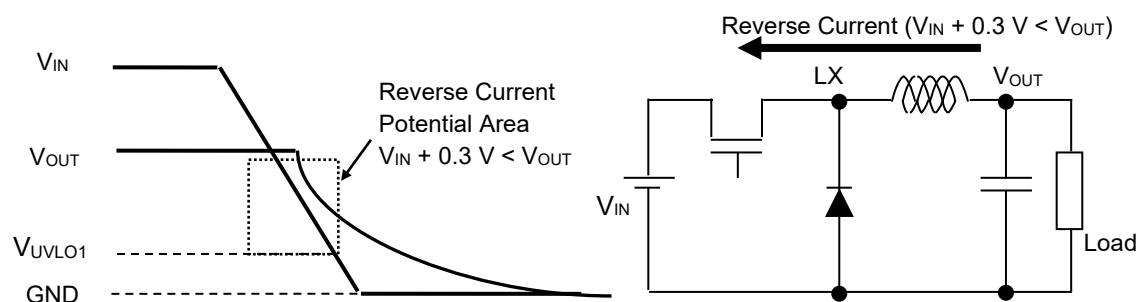 VIN
VOUT
VUVLO1
GND
Reverse Current
Potential Area
VIN + 0.3 V < VOUT
Reverse Current (VIN + 0.3 V < VOUT)
LX
VOUT
VIN
Load